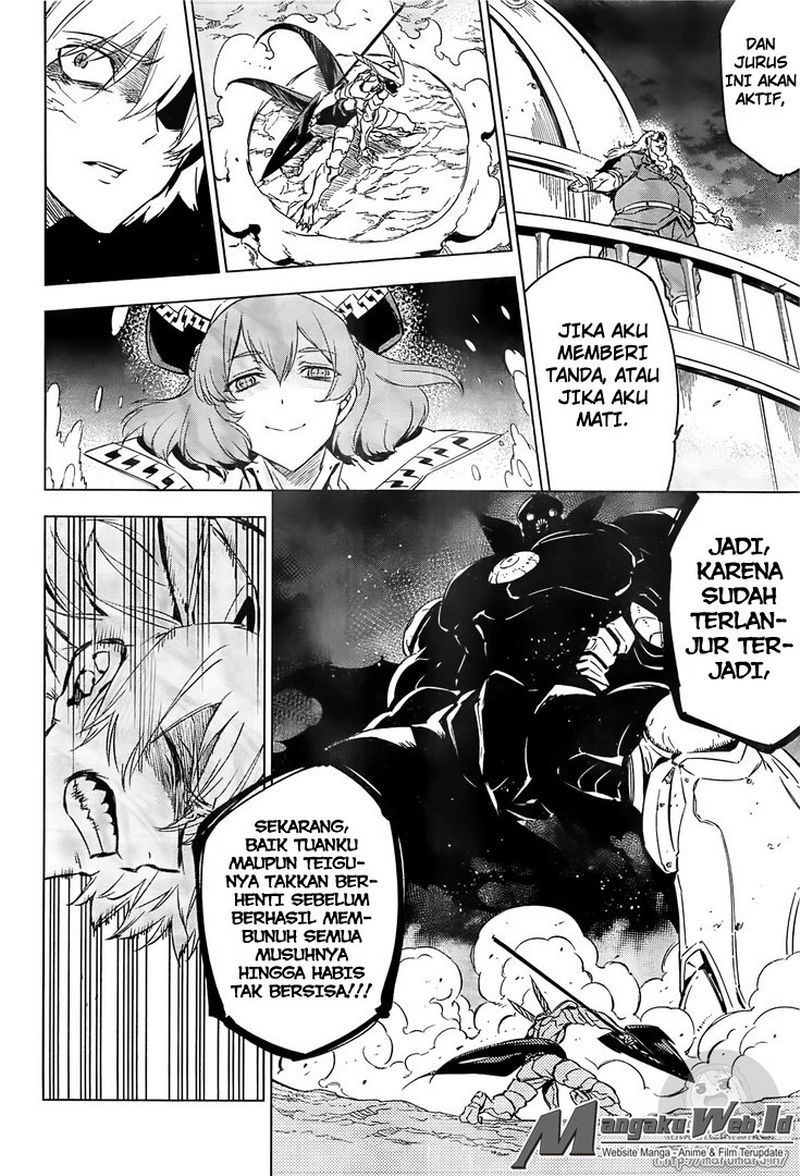 DAN
JURUS
INI AKAN
AKTIF,
JIKA AKU
MEMBERI
TANDA, ATAU
JIKA AKU
MATI.
JADI,
KARENA
SUDAH
TERLAN-
JUR TER-
JADI,
SEKARANG,
BAIK TUANKU
MAUPUN TEIGU-
NYA TAKKAN BER-
HENTI SEBELUM
BERHASIL MEM-
BUNUH SEMUA
MUSUHNYA
HINGGA HABIS
TAK BERSISA!!!
Mangaku Web.Id
Website Manga - Anime & Film Terupdate